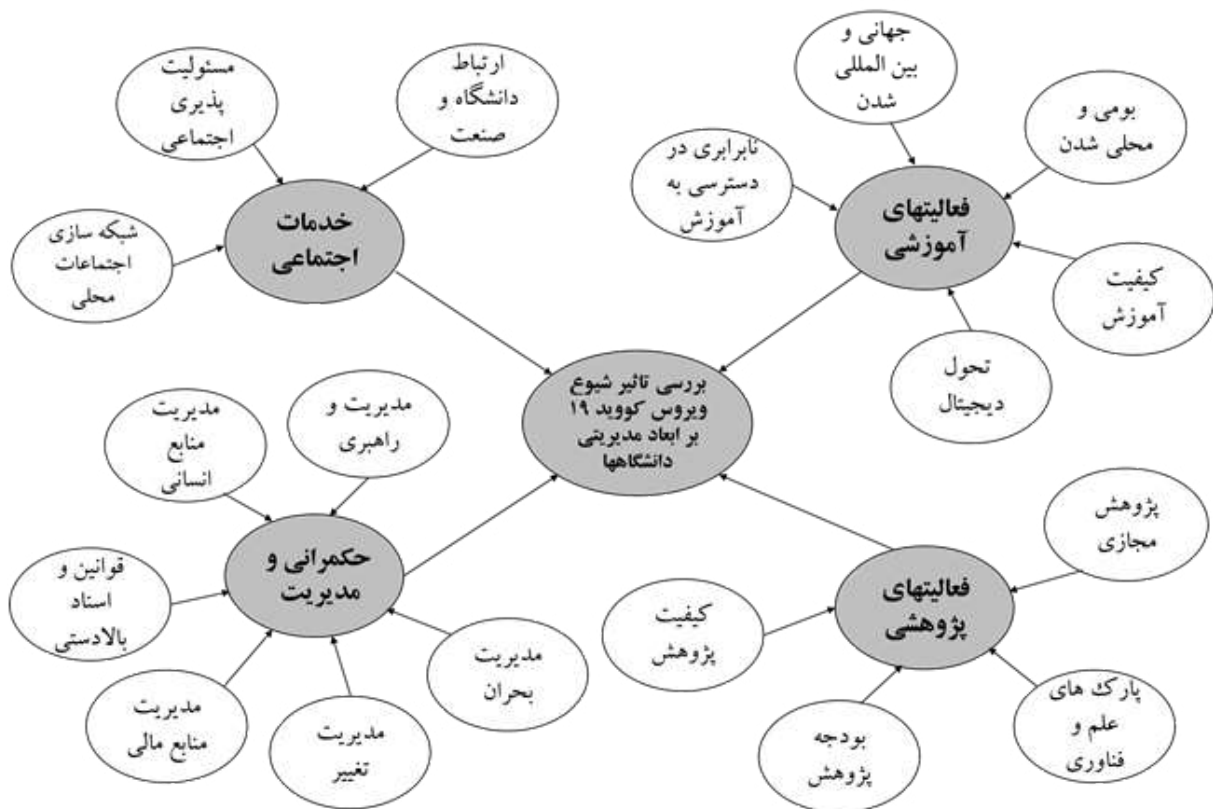 جهانی و
بین المللی
شدن
بومی و
محلی شدن
نابرابری در
دسترسی به
آموزش
فعالیتهای
آموزشی
کیفیت
آموزش
تحول
دیجیتال
ارتباط
دانشگاه و
صنعت
مسئولیت
پذیری
اجتماعی
خدمات
اجتماعی
شبکه سازی
اجتماعات
محلی
بررسی تاثیر شیوع
ویروس کووید ۱۹
بر ابعاد مدیریتی
دانشگاهها
مدیریت و
راهبری
مدیریت
منابع
انسانی
حکمرانی و
مدیریت
قوانین و
اسناد
بالادستی
مدیریت
بحران
مدیریت
منابع مالی
مدیریت
تغییر
پژوهش
مجازی
فعالیتهای
پژوهشی
کیفیت
پژوهش
پارک های
علم و
فناوری
بودجه
پژوهش